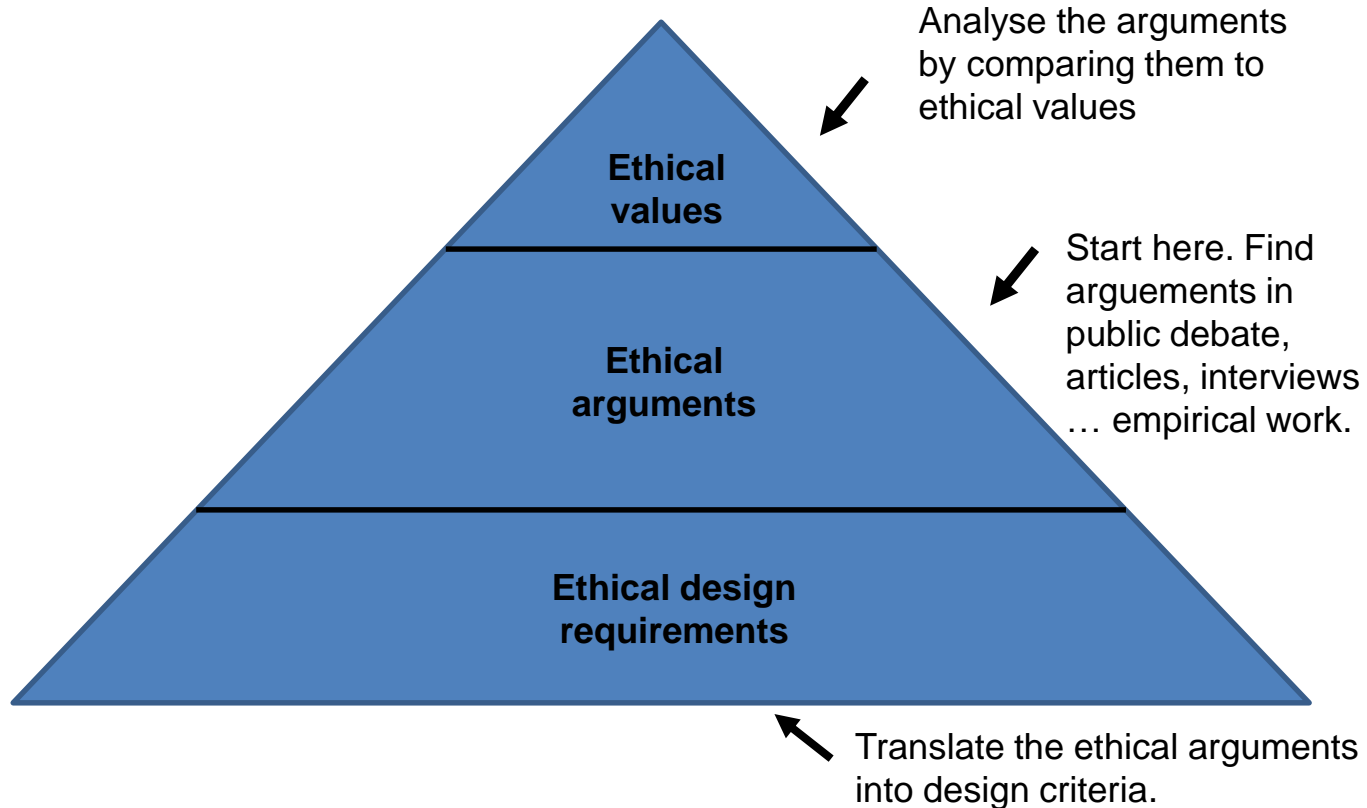 Analyse the arguments
by comparing them to
ethical values
Ethical
values
Start here. Find
arguements in
public debate,
articles, interviews
… empirical work.
Ethical
arguments
Ethical design
requirements
Translate the ethical arguments
into design criteria.